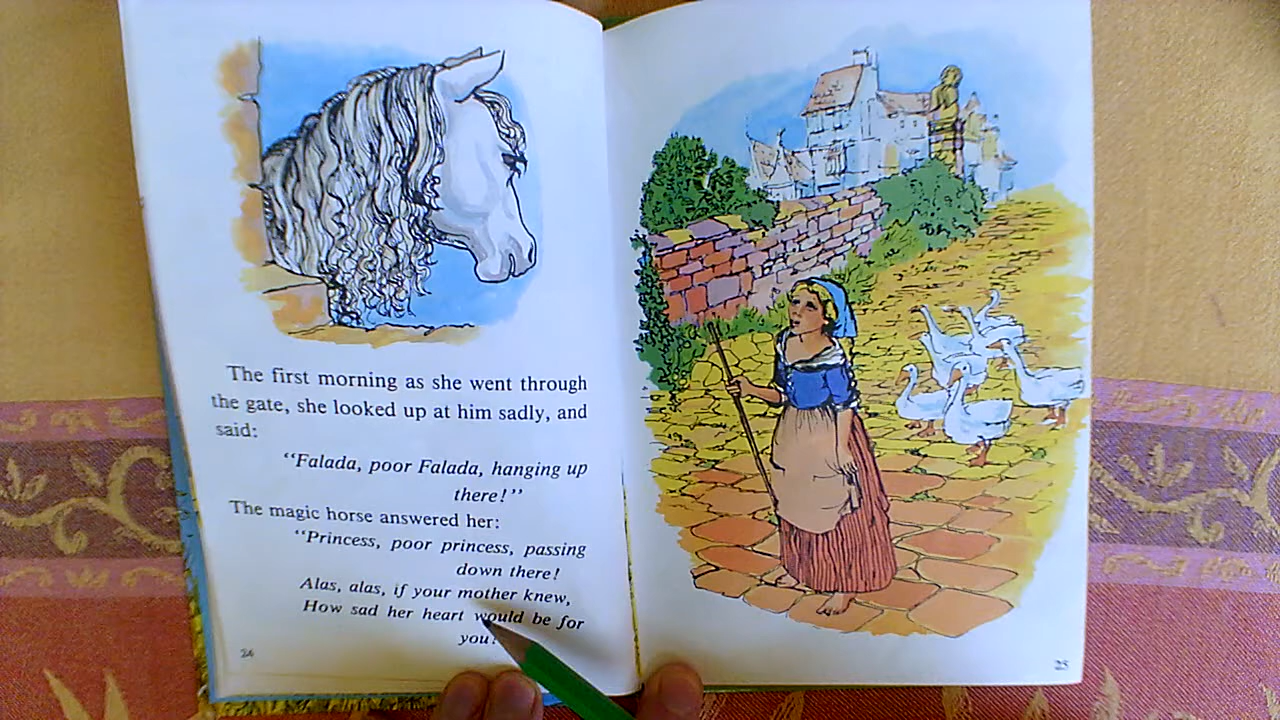 The first morning as she went through
the gate, she looked up at him sadly, and
said:
“Falada, poor Falada, hanging up
there!”
The magic horse answered her:
“Princess, poor princess, passing
down there!
Alas, alas, if your mother knew,
How sad her heart would be for
you!
24
25